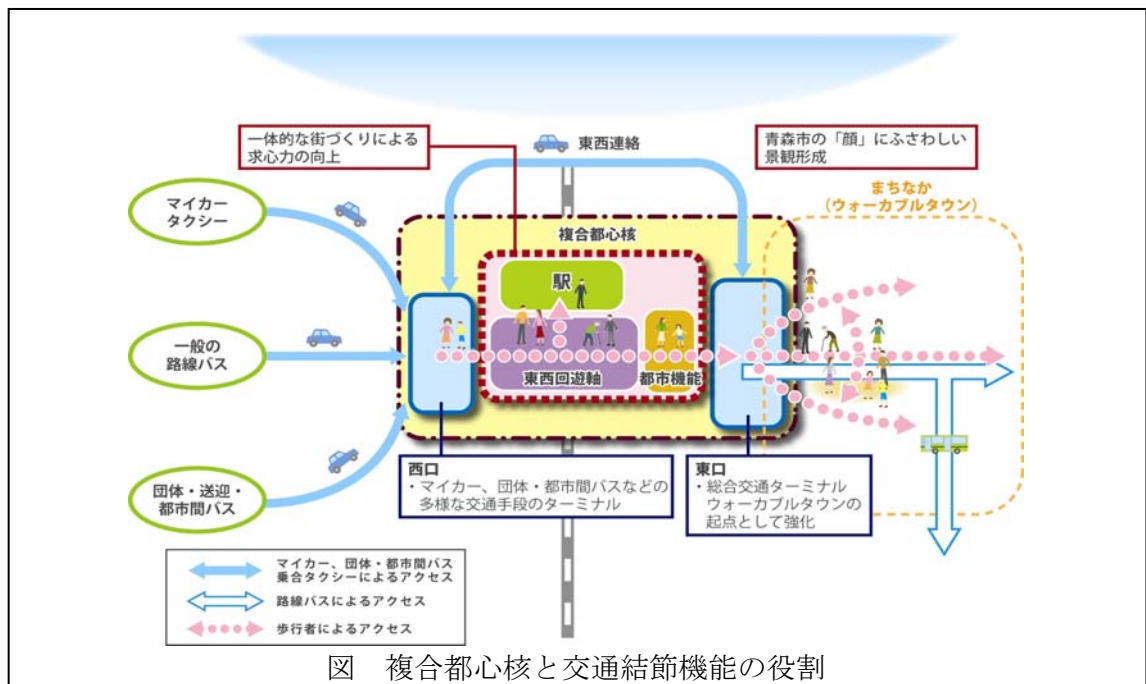 一体的な街づくりによる
求心力の向上
東西連絡
青森市の「顔」にふさわしい
景観形成
まちなか
(ウォーカブルタウン)
マイカー
タクシー
複合都心核
駅
一般の
路線バス
東西回遊軸
都市機能
団体・送迎・
都市間バス
西口
・マイカー、団体・都市間バスなどの
多様な交通手段のターミナル
東口
・総合交通ターミナル
ウォーカブルタウンの
起点として強化
マイカー、団体・都市間バス
乗合タクシーによるアクセス
路線バスによるアクセス
歩行者によるアクセス
図 複合都心核と交通結節機能の役割